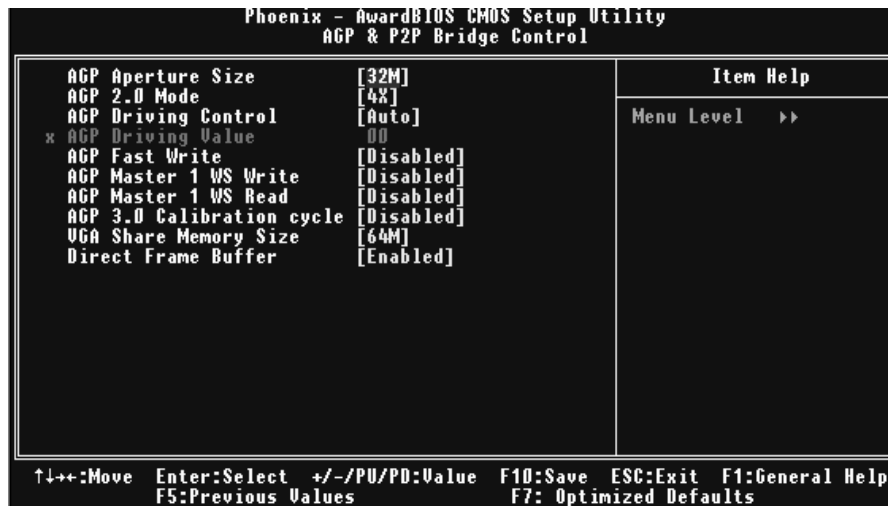 Phoenix - AwardBIOS CMOS Setup Utility
AGP & P2P Bridge Control
AGP Aperture Size [32M]
AGP 2.0 Mode [4X]
AGP Driving Control [Auto]
x AGP Driving Value 00
AGP Fast Write [Disabled]
AGP Master 1 WS Write [Disabled]
AGP Master 1 WS Read [Disabled]
AGP 3.0 Calibration cycle [Disabled]
VGA Share Memory Size [64M]
Direct Frame Buffer [Enabled]
Item Help
Menu Level ▸▸
↑↓→←:Move Enter:Select +/-/PU/PD:Value F10:Save ESC:Exit F1:General Help
F5:Previous Values F7: Optimized Defaults